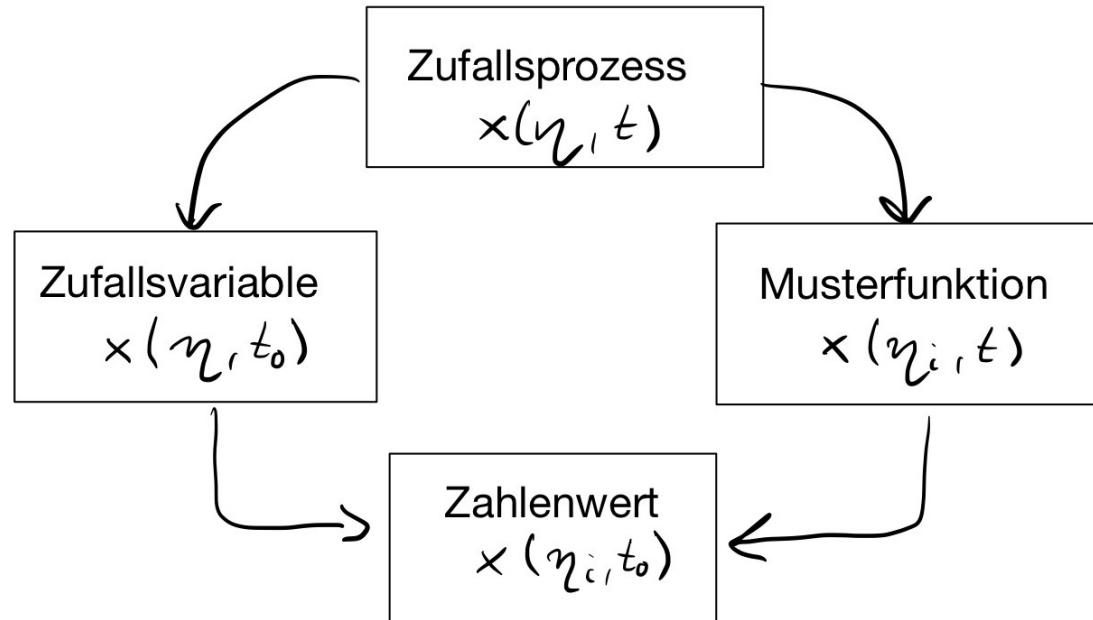 Zufallsprozess
x(η, t)
Zufallsvariable
x(η, t₀)
Musterfunktion
x(ηᵢ, t)
Zahlenwert
x(ηᵢ, t₀)